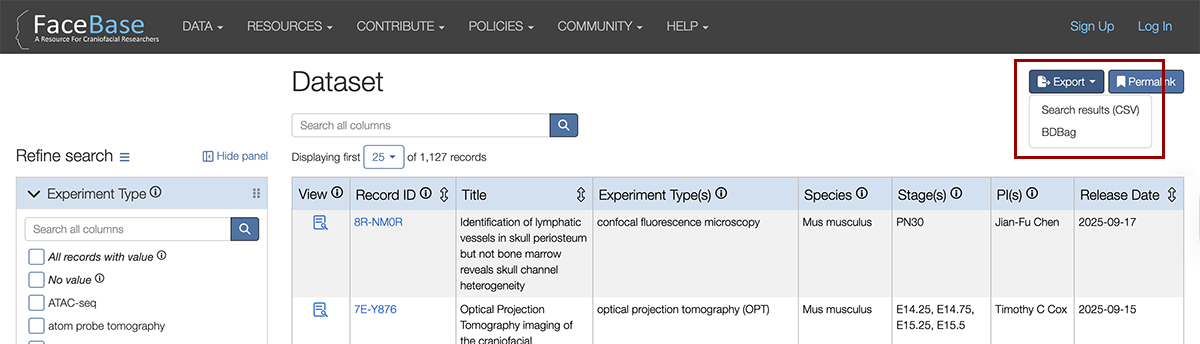 FaceBase
A Resource For Craniofacial Researchers
DATA RESOURCES CONTRIBUTE POLICIES COMMUNITY HELP Sign Up Log In
Dataset
Export Permalink
Search results (CSV)
BDBag
Search all columns
Refine search Hide panel
Displaying first 25 of 1,127 records
Experiment Type
View Record ID Title Experiment Type(s) Species Stage(s) PI(s) Release Date
Search all columns
All records with value
No value
ATAC-seq
atom probe tomography
8R-NM0R Identification of lymphatic confocal fluorescence microscopy Mus musculus PN30 Jian-Fu Chen 2025-09-17
vessels in skull periosteum
but not bone marrow
reveals skull channel
heterogeneity
7E-Y876 Optical Projection optical projection tomography (OPT) Mus musculus E14.25, E14.75, Timothy C Cox 2025-09-15
Tomography imaging of E15.25, E15.5
the craniofacial